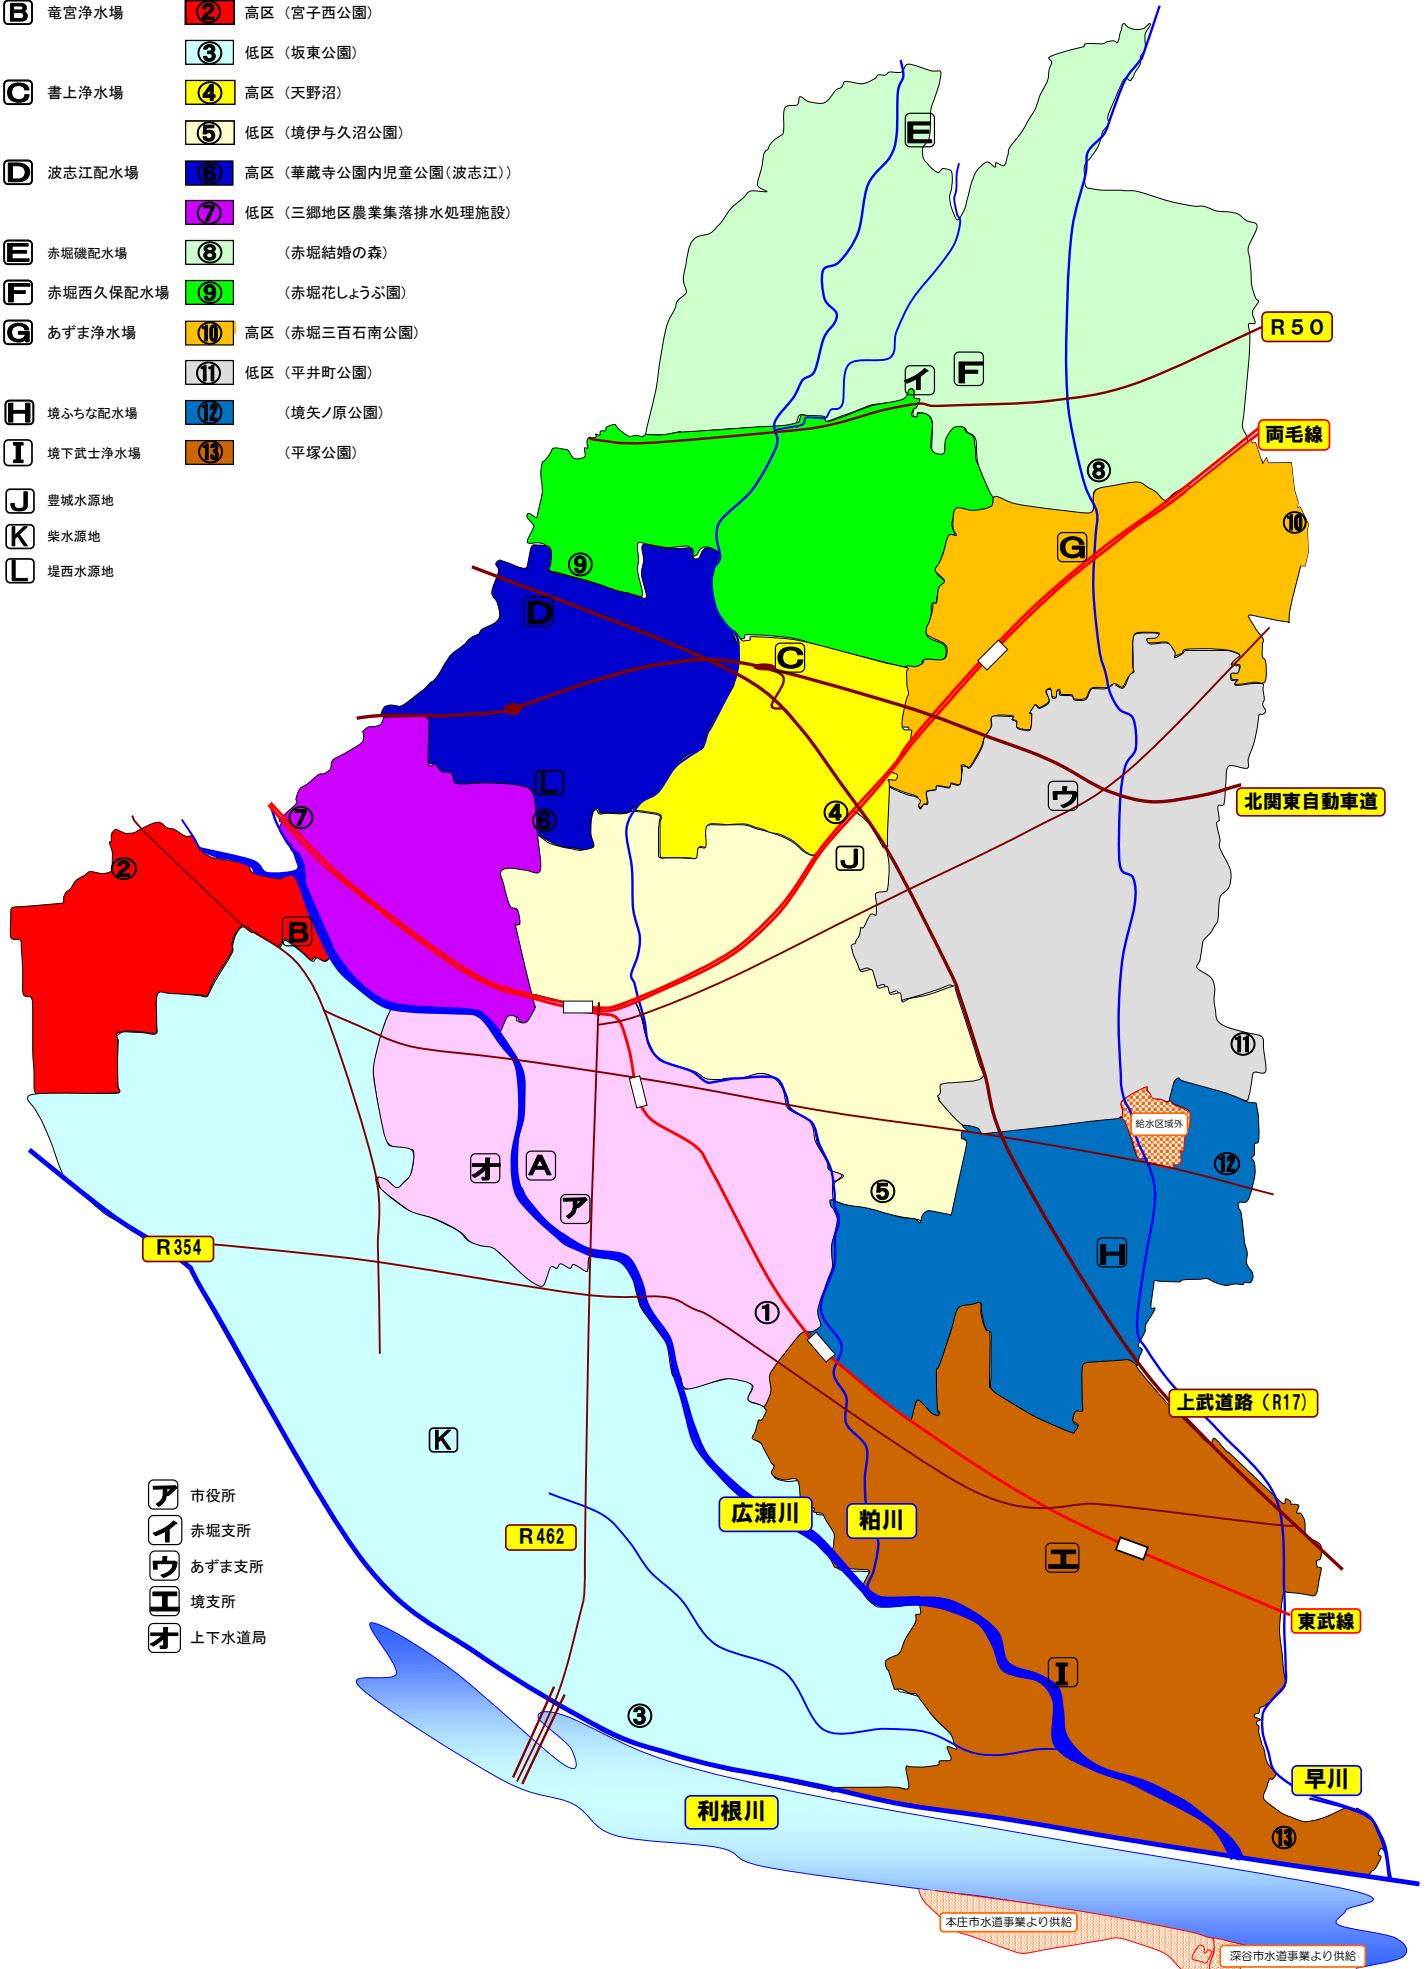 B 竜宮浄水場 ② 高区（宮子西公園）
③ 低区（坂東公園）
C 書上浄水場 ④ 高区（天野沼）
⑤ 低区（境伊与久沼公園）
D 波志江配水場 ⑥ 高区（華蔵寺公園内児童公園（波志江））
⑦ 低区（三郷地区農業集落排水処理施設）
E 赤堀磯配水場 ⑧ （赤堀結婚の森）
F 赤堀西久保配水場 ⑨ （赤堀花しょうぶ園）
G あずま浄水場 ⑩ 高区（赤堀三百石南公園）
⑪ 低区（平井町公園）
H 境ふちな配水場 ⑫ （境矢ノ原公園）
I 境下武士浄水場 ⑬ （平塚公園）
J 豊城水源地
K 柴水源地
L 堤西水源地
E
R50
イ
F
両毛線
⑧
⑩
G
⑨
D
C
L
ウ
北関東自動車道
⑦
⑥
④
J
②
B
⑪
給水区域外
オ
A
⑫
⑤
ア
R354
H
①
上武道路（R17）
K
ア 市役所
イ 赤堀支所
ウ あずま支所
エ 境支所
オ 上下水道局
広瀬川
粕川
R462
エ
東武線
I
③
早川
利根川
⑬
本庄市水道事業より供給
深谷市水道事業より供給